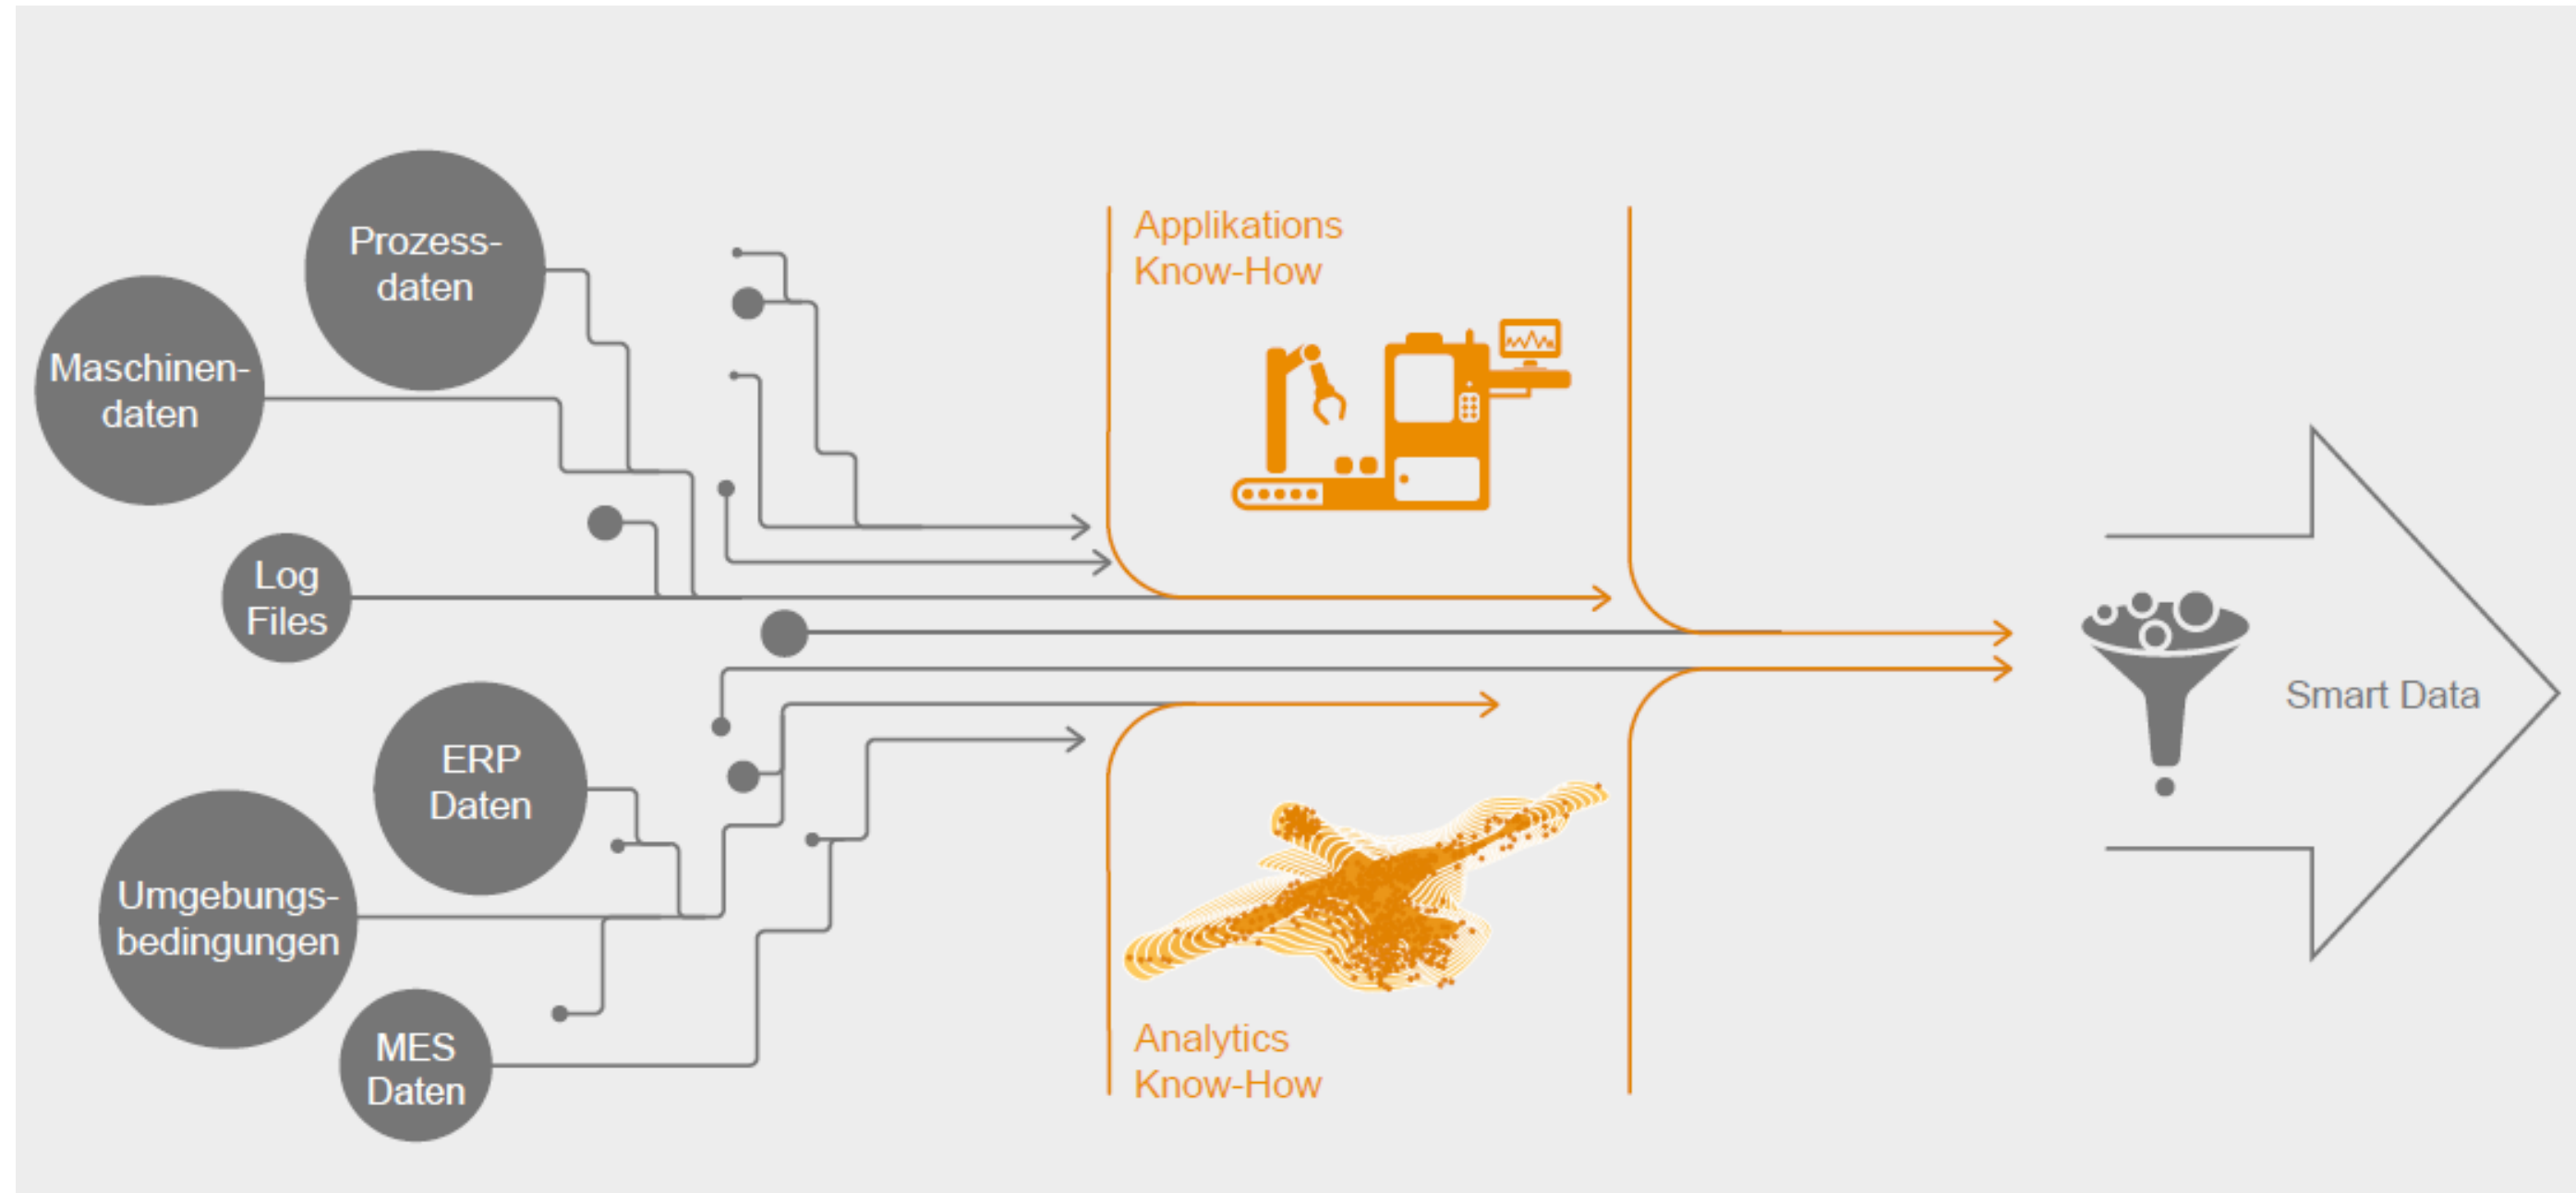 Prozess-
daten
Maschinen-
daten
Log
Files
ERP
Daten
Umgebungs-
bedingungen
MES
Daten
Applikations
Know-How
Analytics
Know-How
Smart Data